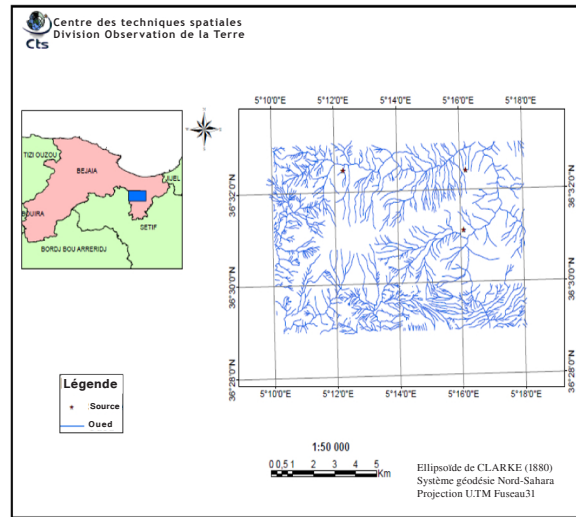 Centre des techniques spatiales
Division Observation de la Terre
Cts
5°10'0"E 5°12'0"E 5°14'0"E 5°16'0"E 5°18'0"E
TIZI OUZOU
BEJAIA
JIJEL
BOUIRA
SETIF
BORDJ BOU ARRERIDJ
36°32'0"N 36°32'0"N
36°30'0"N 36°30'0"N
36°28'0"N 36°28'0"N
5°10'0"E 5°12'0"E 5°14'0"E 5°16'0"E 5°18'0"E
Légende
Source
Oued
1:50 000
0 0,5 1 2 3 4 5
Km
Ellipsoïde de CLARKE (1880)
Système géodésie Nord-Sahara
Projection U.TM Fuseau31